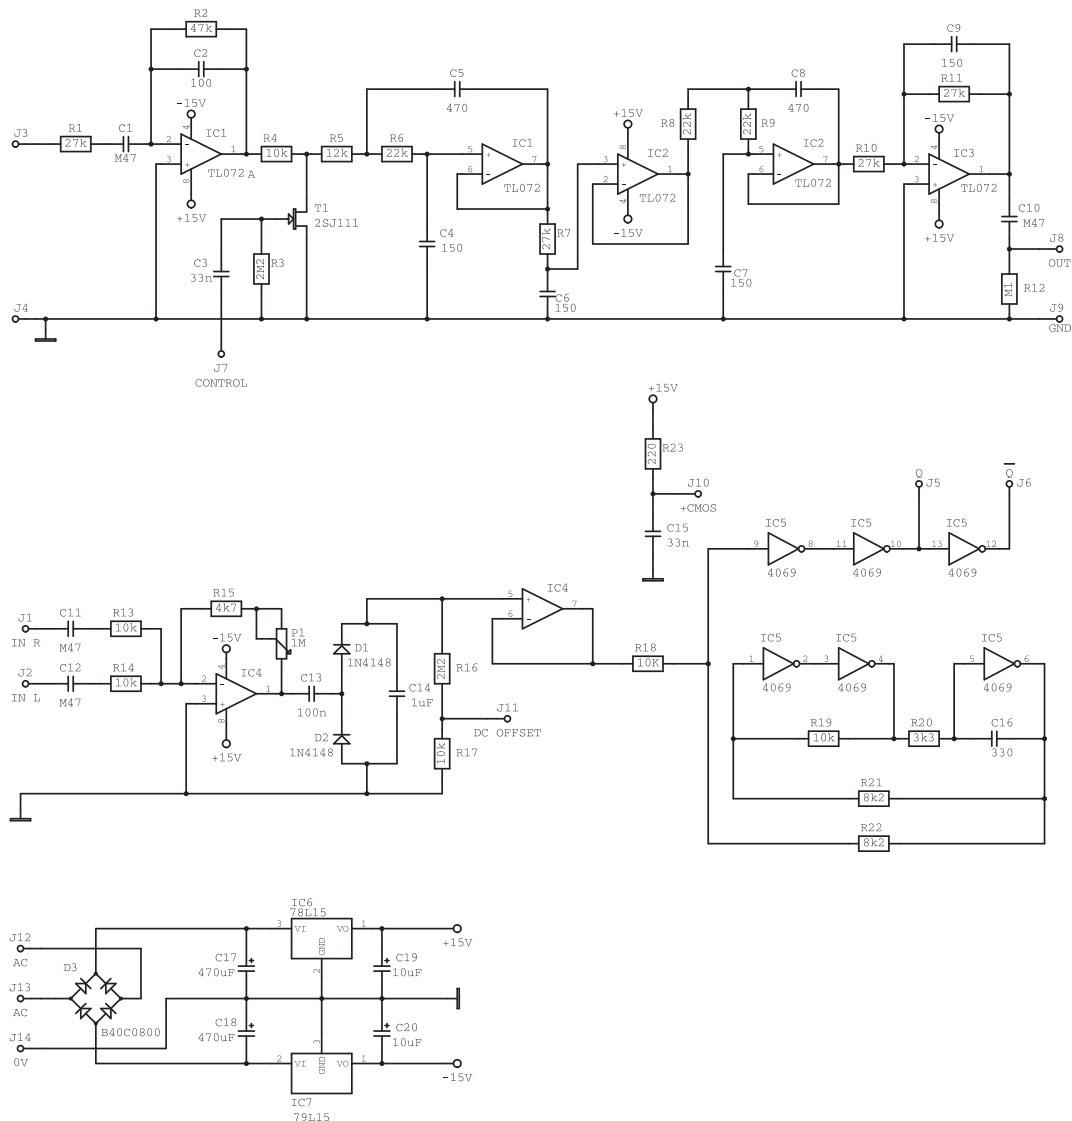 R2
47k
C2
100
-15V
4
J3
R1
27k
C1
M47
2
3
IC1
1
TL072 A
8
+15V
R4
10k
R5
12k
R6
22k
C5
470
5
6
IC1
7
TL072
T1
2SJ111
C3
33n
2M2
R3
C4
150
27k
R7
C6
150
+15V
8
3
2
IC2
1
TL072
4
-15V
R8
22k
22k
R9
C8
470
5
6
IC2
7
TL072
C7
150
R10
27k
C9
150
R11
27k
-15V
4
2
3
IC3
1
TL072
8
+15V
C10
M47
J8
OUT
M1
R12
J4
J9
GND
J7
CONTROL
+15V
220
R23
J10
+CMOS
C15
33n
Q
J5
Q
J6
IC5
9
8
4069
IC5
11
10
4069
IC5
13
12
4069
J1
IN R
C11
M47
R13
10k
J2
IN L
C12
M47
R14
10k
R15
4k7
P1
1M
-15V
4
2
3
IC4
1
8
+15V
C13
100n
D1
1N4148
D2
1N4148
C14
1uF
2M2
R16
J11
DC OFFSET
10k
R17
5
6
IC4
7
R18
10K
IC5
1
2
4069
IC5
3
4
4069
IC5
5
6
4069
R19
10k
R20
3k3
C16
330
R21
8k2
R22
8k2
J12
AC
D3
J13
AC
B40C0800
J14
0V
IC6
78L15
3
VI
VO
1
GND
2
C17
470uF
C19
10uF
+15V
C18
470uF
C20
10uF
3
GND
2
VI
VO
1
-15V
IC7
79L15